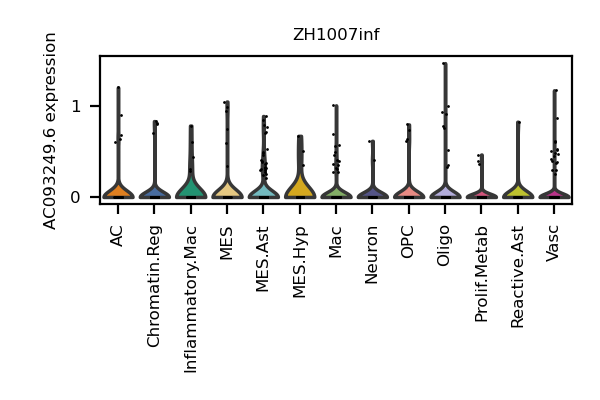 ZH1007inf
AC093249.6 expression
1
0
AC
Chromatin.Reg
Inflammatory.Mac
MES
MES.Ast
MES.Hyp
Mac
Neuron
OPC
Oligo
Prolif.Metab
Reactive.Ast
Vasc